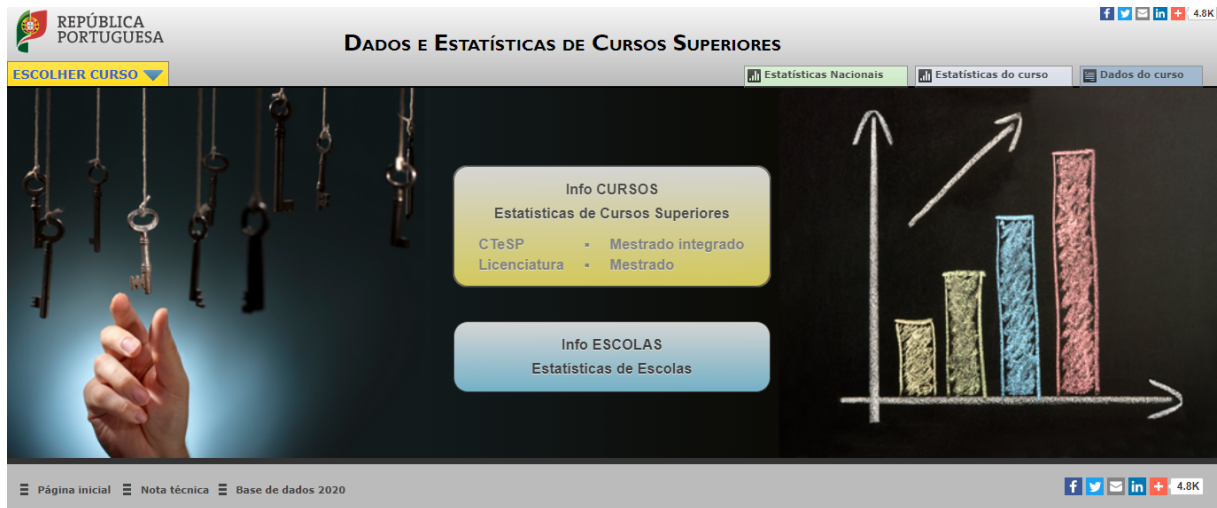 REPÚBLICA
PORTUGUESA
4.8K
DADOS E ESTATÍSTICAS DE CURSOS SUPERIORES
ESCOLHER CURSO
Estatísticas Nacionais
Estatísticas do curso
Dados do curso
Info CURSOS
Estatísticas de Cursos Superiores
CTeSP ▪ Mestrado integrado
Licenciatura ▪ Mestrado
Info ESCOLAS
Estatísticas de Escolas
Página inicial
Nota técnica
Base de dados 2020
4.8K